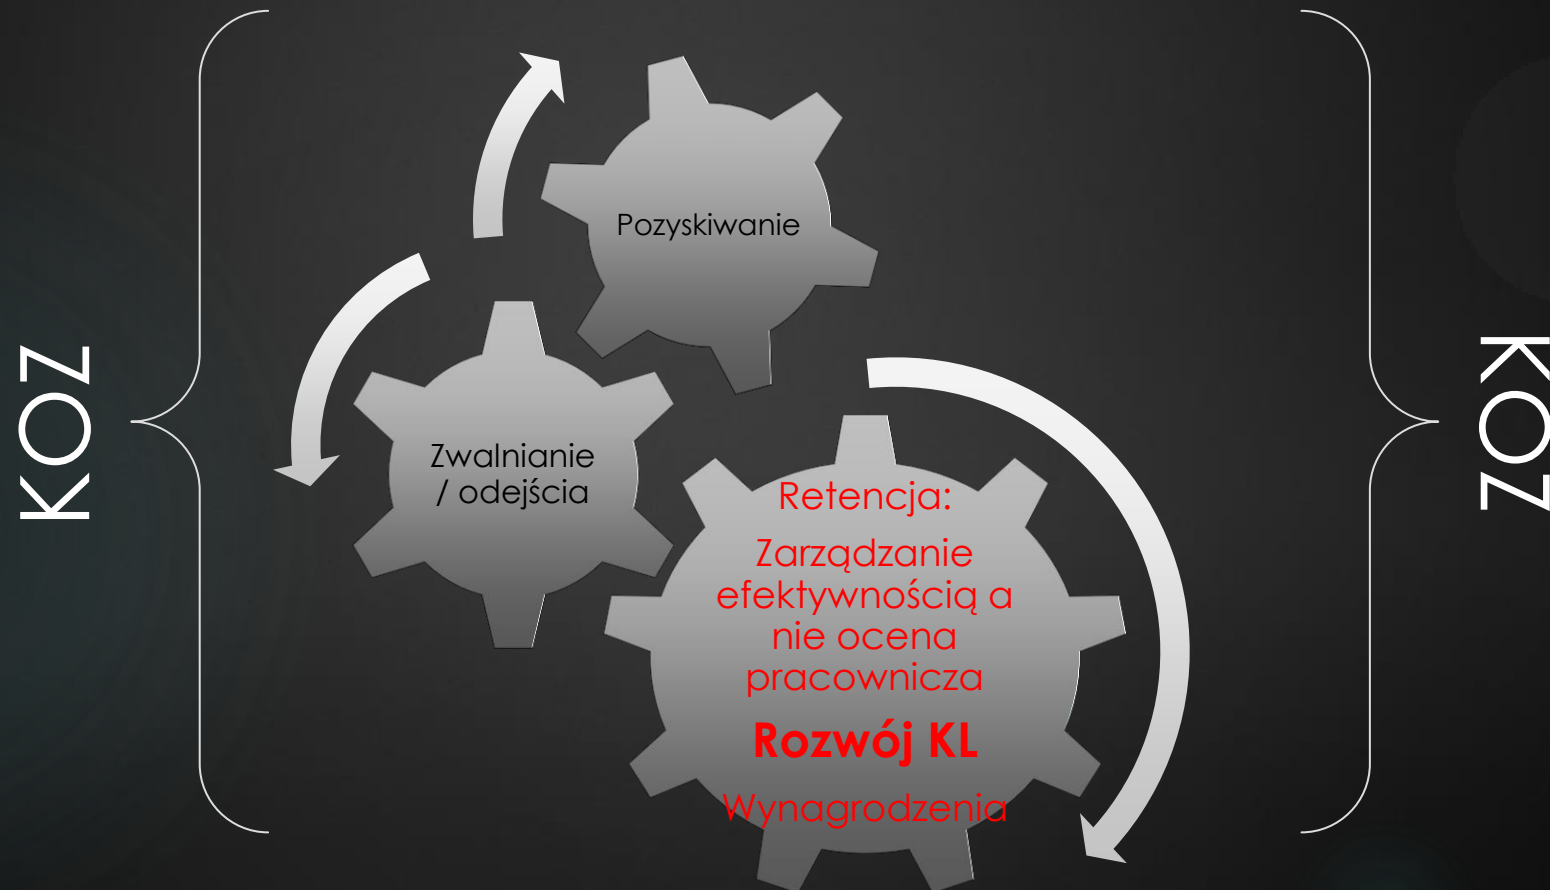 KOZ
Pozyskiwanie
Zwalnianie
/ odejścia
Retencja:
Zarządzanie
efektywnością a
nie ocena
pracownicza
Rozwój KL
Wynagrodzenia
KOZ